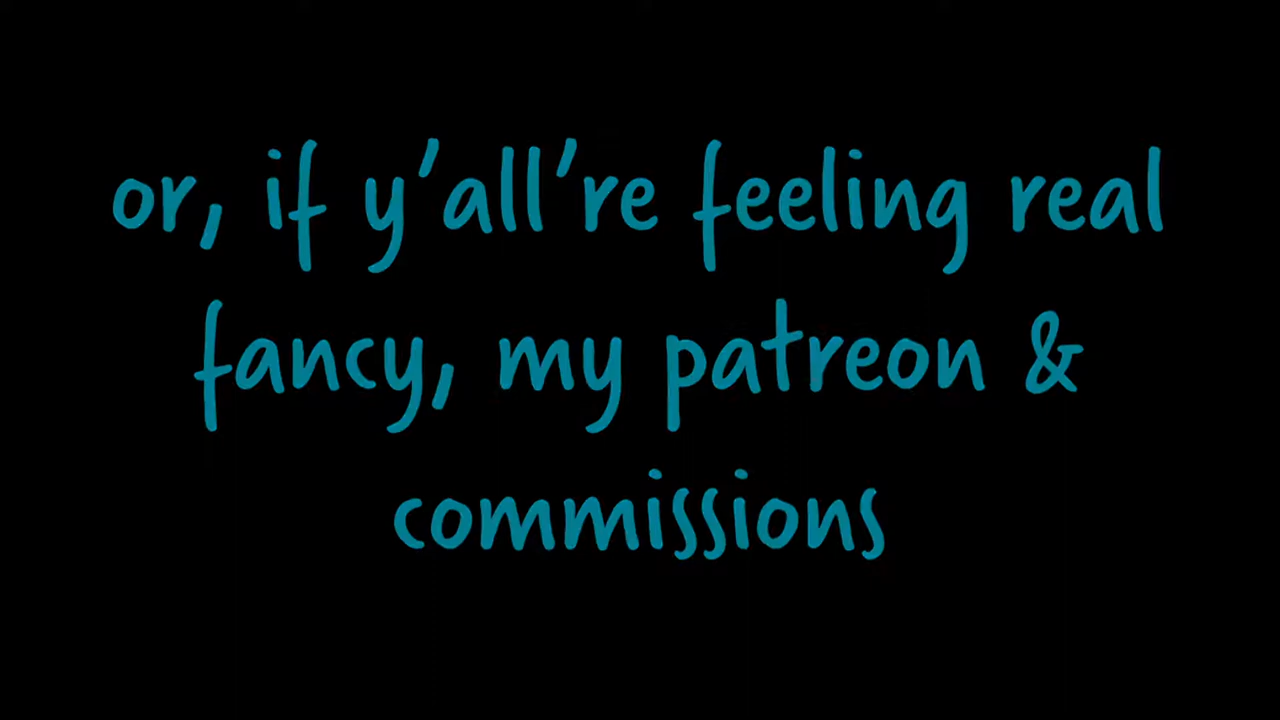 or, if y'all're feeling real
fancy, my patreon &
commissions